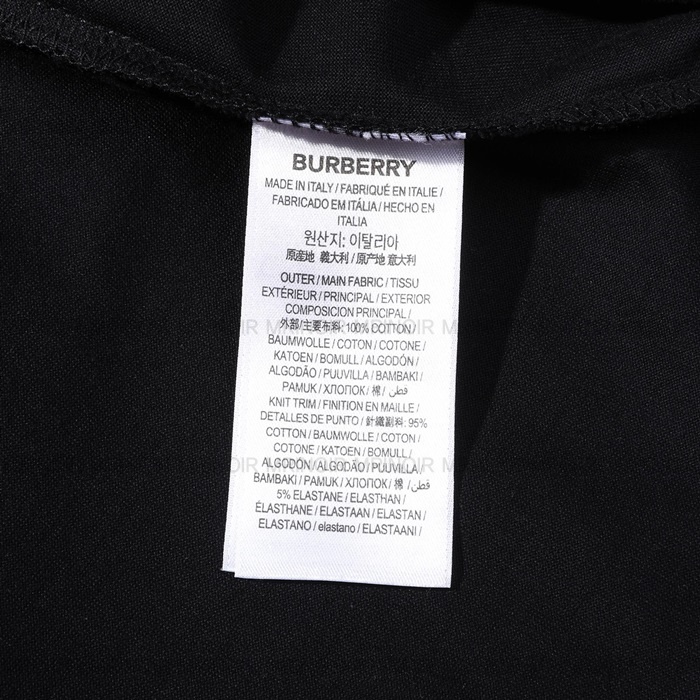 BURBERRY
MADE IN ITALY / FABRIQUÉ EN ITALIE /
FABRICADO EM ITÁLIA / HECHO EN
ITALIA
원산지: 이탈리아
原産地 義大利 / 原产地 意大利
OUTER / MAIN FABRIC / TISSU
EXTÉRIEUR / PRINCIPAL / EXTERIOR
COMPOSICION PRINCIPAL /
外部/主要布料: 100% COTTON /
BAUMWOLLE / COTON / COTONE /
KATOEN / BOMULL / ALGODÓN /
ALGODÃO / PUUVILLA / BAMBAKI /
PAMUK / ХЛОПОК / 棉 / قطن
KNIT TRIM / FINITION EN MAILLE /
DETALLES DE PUNTO / 針織副料: 95%
COTTON / BAUMWOLLE / COTON /
COTONE / KATOEN / BOMULL /
ALGODÓN / ALGODÃO / PUUVILLA /
BAMBAKI / PAMUK / ХЛОПОК / 棉 / قطن
5% ELASTANE / ELASTHAN /
ÉLASTHANE / ELASTAAN / ELASTAN /
ELASTANO / elastano / ELASTAANI /